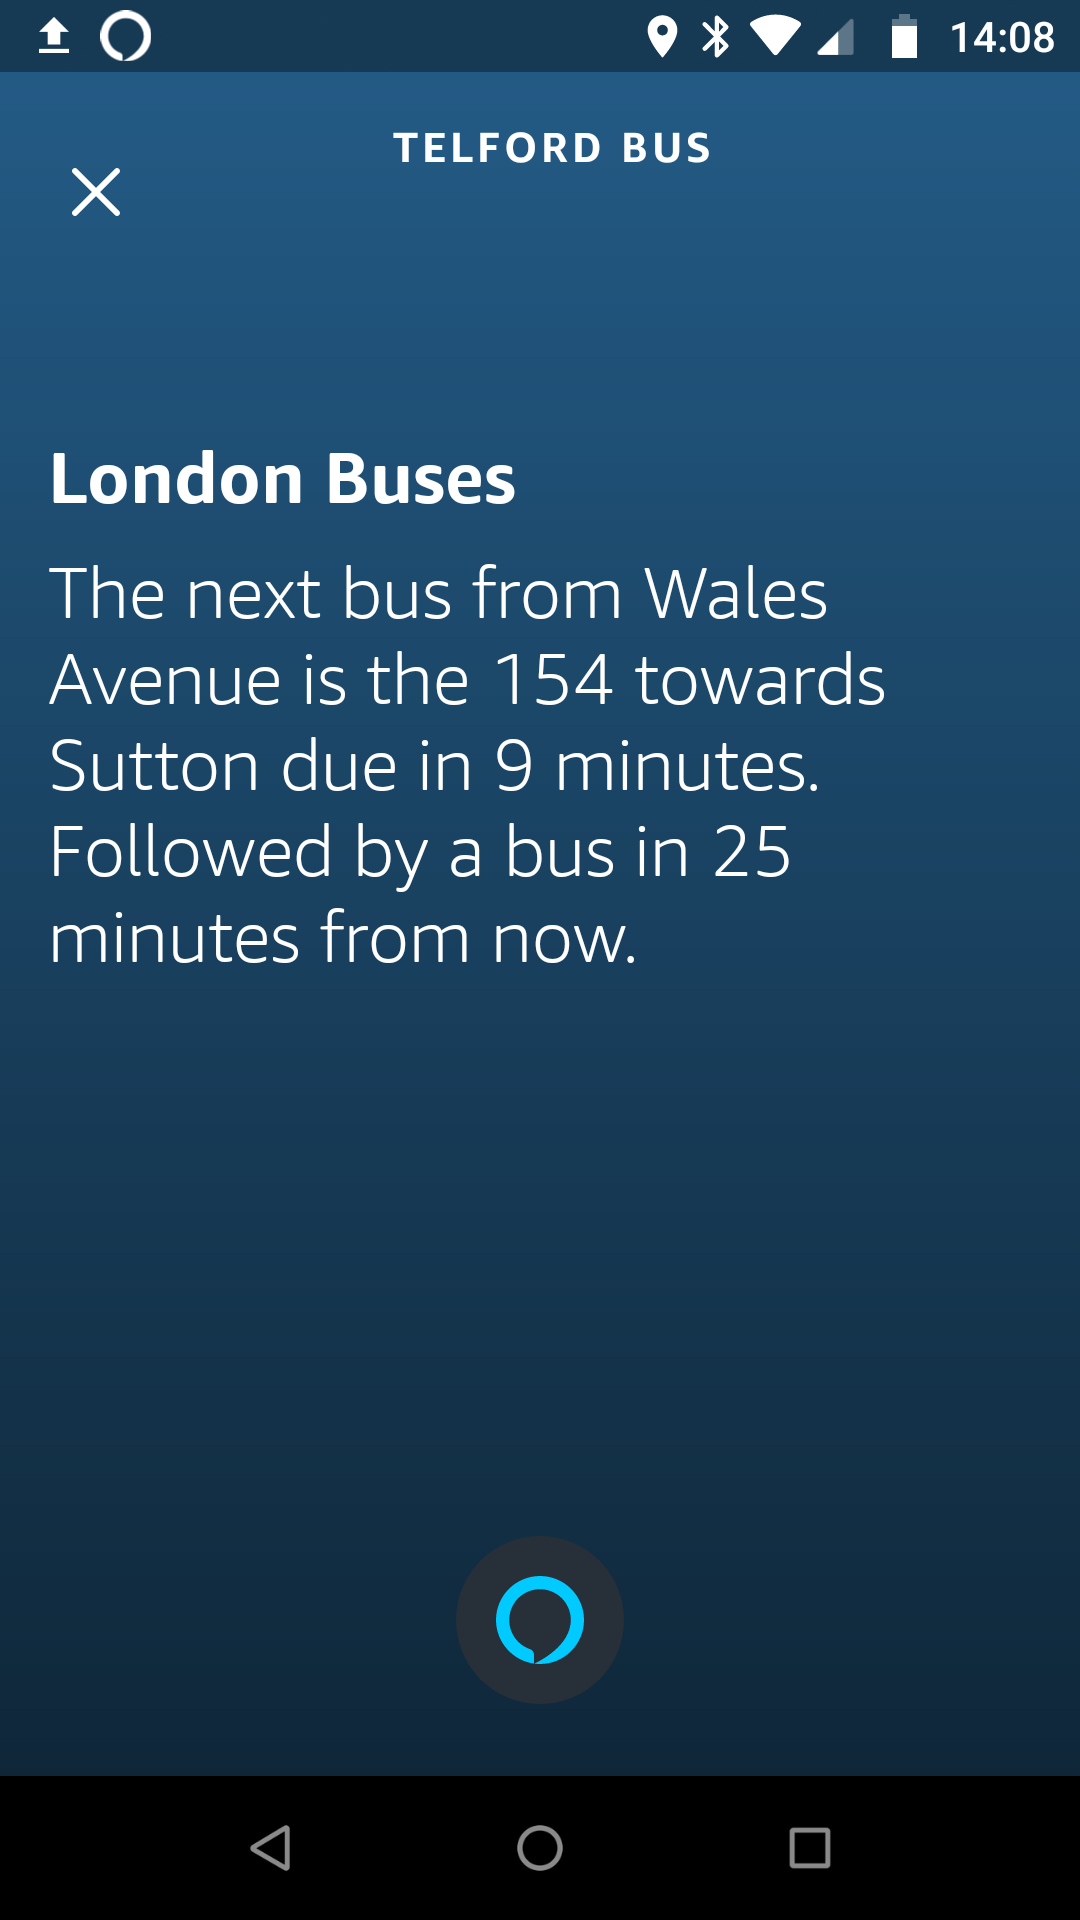 14:08
TELFORD BUS
London Buses
The next bus from Wales
Avenue is the 154 towards
Sutton due in 9 minutes.
Followed by a bus in 25
minutes from now.